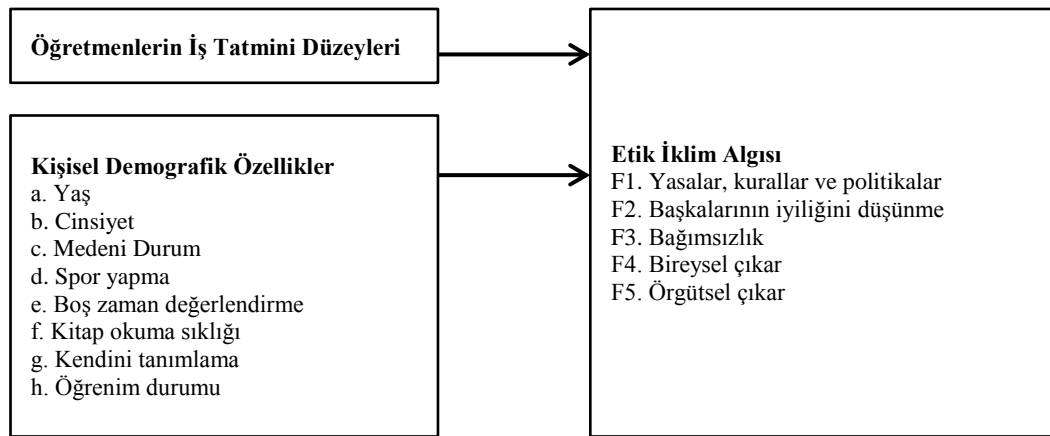 Öğretmenlerin İş Tatmini Düzeyleri
Kişisel Demografik Özellikler
a. Yaş
b. Cinsiyet
c. Medeni Durum
d. Spor yapma
e. Boş zaman değerlendirme
f. Kitap okuma sıklığı
g. Kendini tanımlama
h. Öğrenim durumu
Etik İklim Algısı
F1. Yasalar, kurallar ve politikalar
F2. Başkalarının iyiliğini düşünme
F3. Bağımsızlık
F4. Bireysel çıkar
F5. Örgütsel çıkar